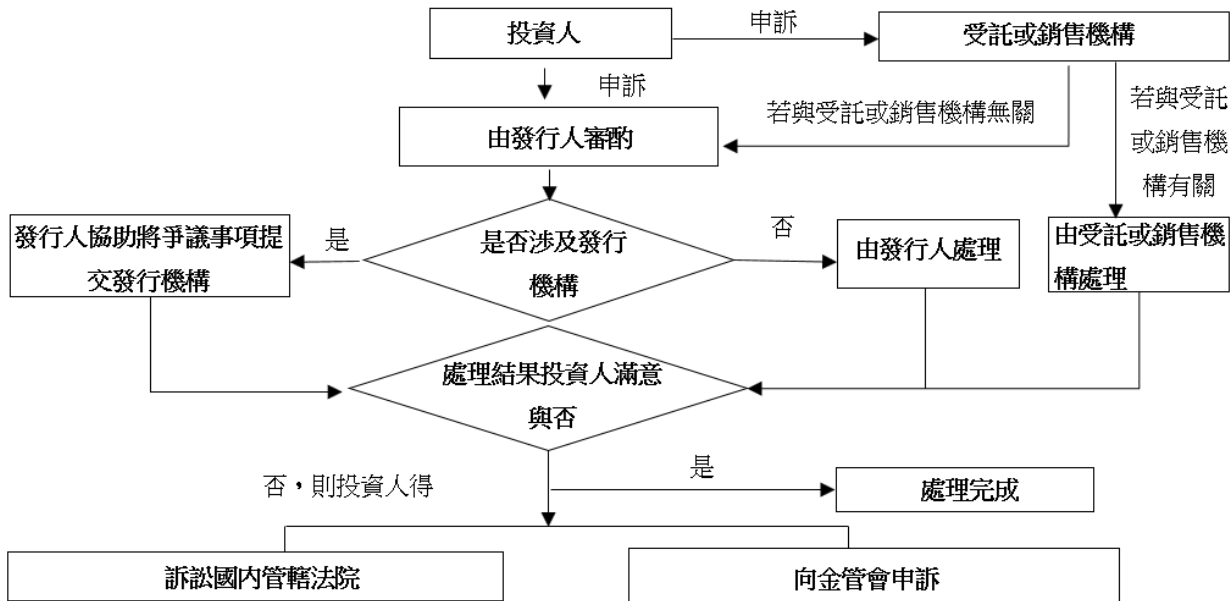 投資人
申訴
受託或銷售機構
申訴
若與受託或銷售機構無關
若與受託
或銷售機
構有關
由發行人審酌
發行人協助將爭議事項提
交發行機構
是
是否涉及發行
機構
否
由發行人處理
由受託或銷售機
構處理
處理結果投資人滿意
與否
否，則投資人得
是
處理完成
訴訟國內管轄法院
向金管會申訴